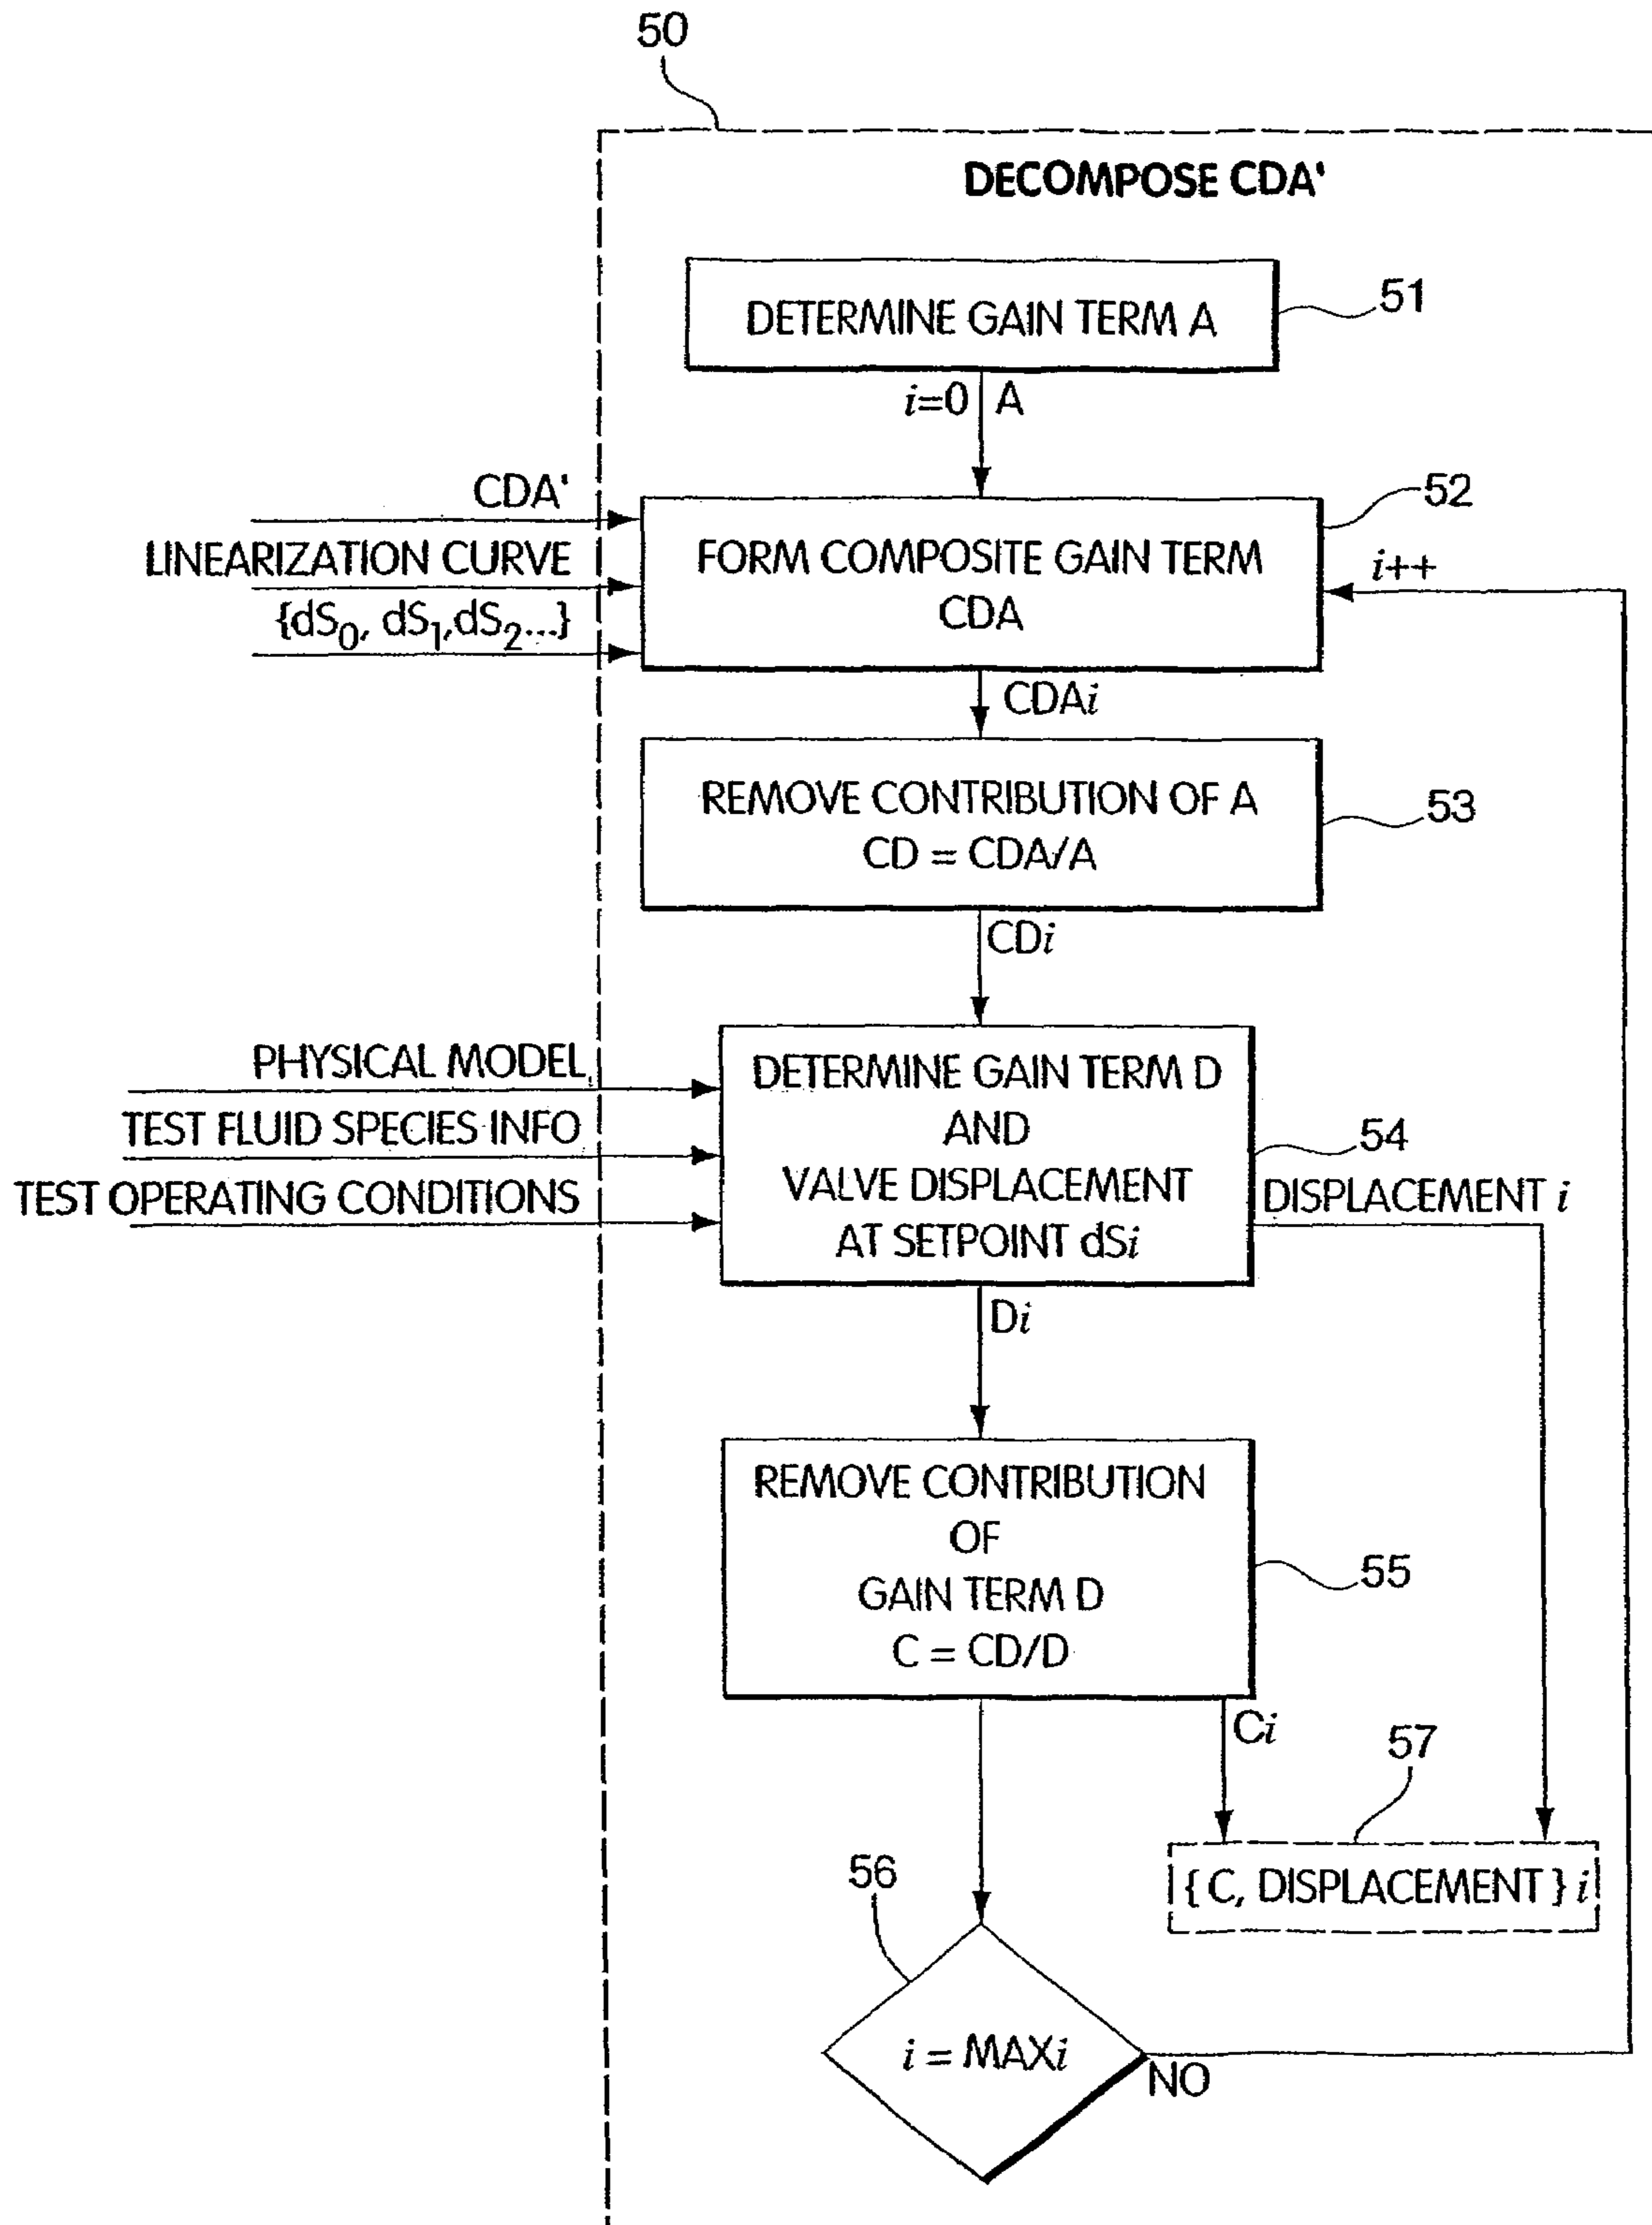 50
DECOMPOSE CDA'
DETERMINE GAIN TERM A
51
i=0 A
CDA'
LINEARIZATION CURVE
{dS0, dS1,dS2...}
52
FORM COMPOSITE GAIN TERM
CDA
i++
CDAi
REMOVE CONTRIBUTION OF A
CD = CDA/A
53
CDi
PHYSICAL MODEL
TEST FLUID SPECIES INFO
TEST OPERATING CONDITIONS
DETERMINE GAIN TERM D
AND
VALVE DISPLACEMENT
AT SETPOINT dSi
54
DISPLACEMENT i
Di
REMOVE CONTRIBUTION
OF
GAIN TERM D
C = CD/D
55
Ci
57
{ C, DISPLACEMENT } i
56
i = MAXi
NO